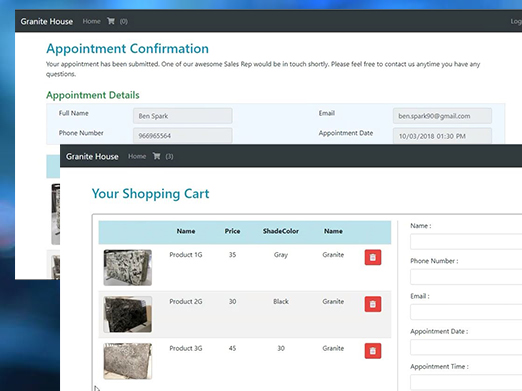 Granite House Home (0) Log
Appointment Confirmation
Your appointment has been submitted. One of our awesome Sales Rep would be in touch shortly. Please feel free to contact us anytime you have any
questions.
Appointment Details
Full Name Ben Spark Email ben.spark90@gmail.com
Phone Number 966965564 Appointment Date 10/03/2018 01:30 PM
Granite House Home (3)
Your Shopping Cart
Name Price ShadeColor Name
Product 1G 35 Gray Granite
Product 2G 30 Black Granite
Product 3G 45 30 Granite
Name :
Phone Number :
Email :
Appointment Date :
Appointment Time :